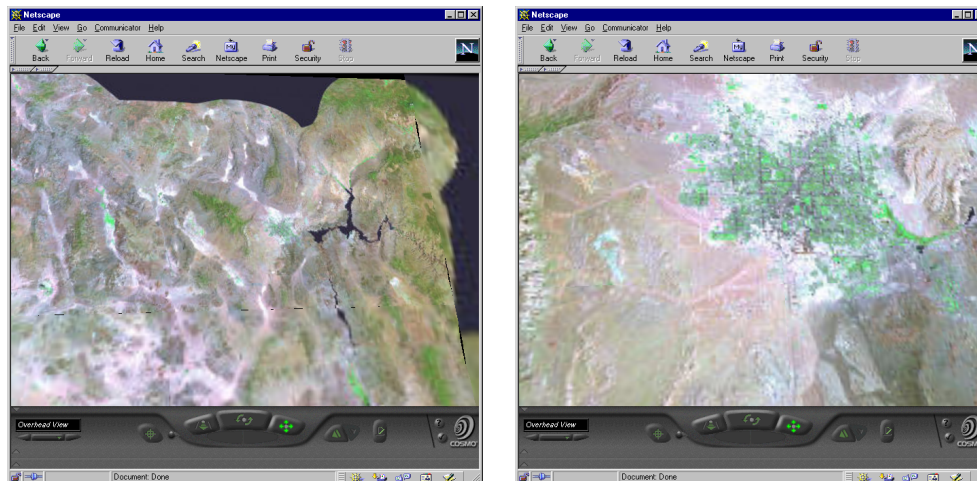 Netscape
File Edit View Go Communicator Help
Back Forward Reload Home Search Netscape Print Security Stop
N
Overhead View
COSMO
Document: Done
Netscape
File Edit View Go Communicator Help
Back Forward Reload Home Search Netscape Print Security Stop
N
Overhead View
COSMO
Document: Done